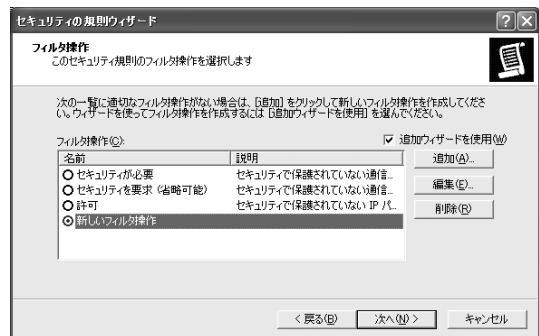 セキュリティの規則ウィザード
フィルタ操作
このセキュリティ規則のフィルタ操作を選択します
次の一覧に適切なフィルタ操作がない場合は、[追加] をクリックして新しいフィルタ操作を作成してくださ
い。ウィザードを使ってフィルタ操作を作成するには [追加ウィザードを使用] を選んでください。
フィルタ操作(C):
追加ウィザードを使用(W)
名前 説明
セキュリティが必要 セキュリティで保護されていない通信...
セキュリティを要求 (省略可能) セキュリティで保護されていない通信...
許可 セキュリティで保護されていない IP パ...
新しいフィルタ操作
追加(A)...
編集(E)...
削除(R)
< 戻る(B) 次へ(N) > キャンセル